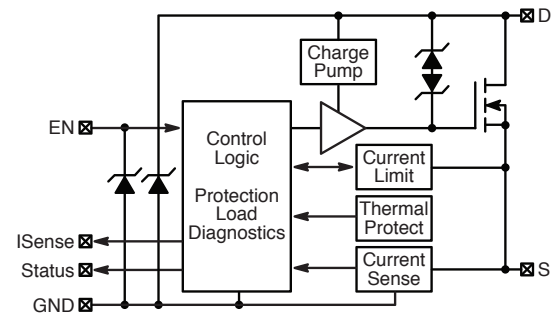 D
Charge
Pump
EN
Control
Logic
Protection
Load
Diagnostics
Current
Limit
Thermal
Protect
ISense
Status
Current
Sense
S
GND